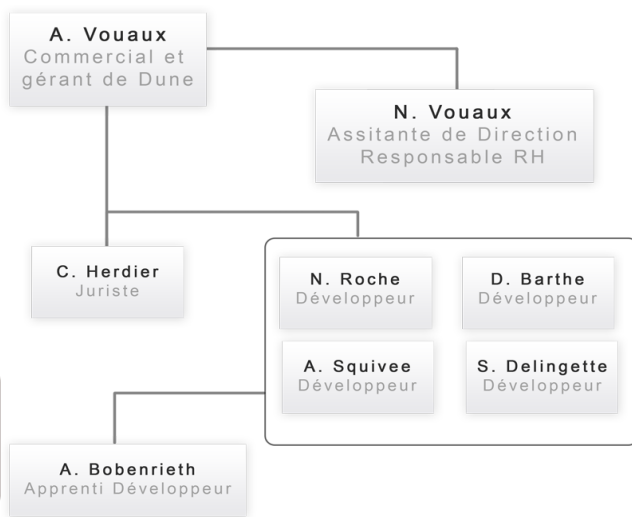 A. Vouaux
Commercial et
gérant de Dune
N. Vouaux
Assitante de Direction
Responsable RH
C. Herdier
Juriste
N. Roche
Développeur
D. Barthe
Développeur
A. Squivee
Développeur
S. Delingette
Développeur
A. Bobenrieth
Apprenti Développeur